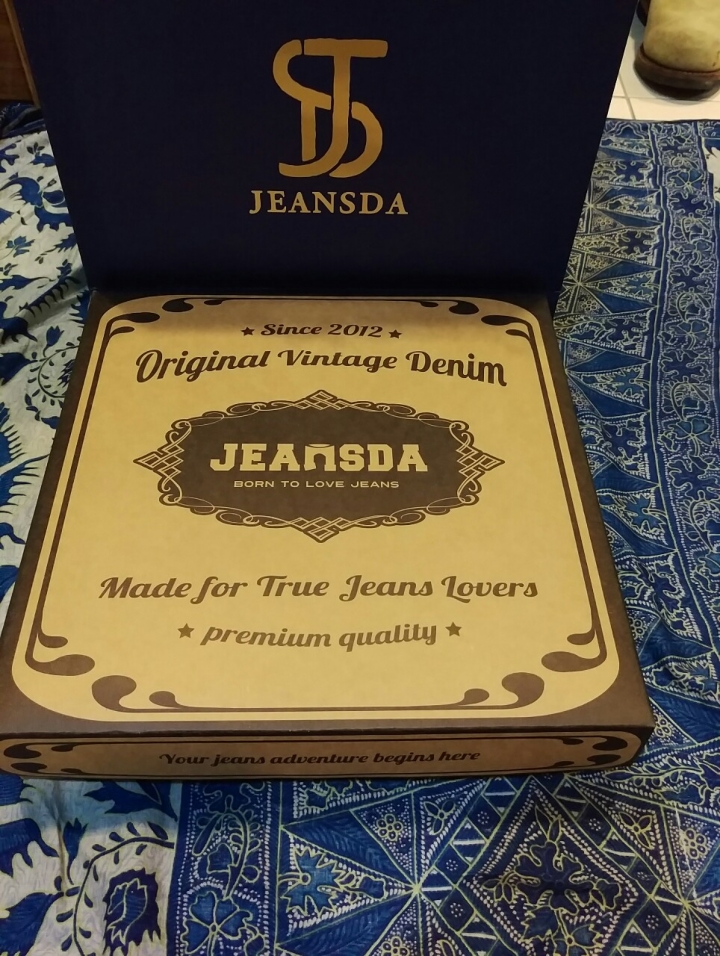 JSD
JEANSDA
Since 2012
Original Vintage Denim
JEANSDA
BORN TO LOVE JEANS
Made for True Jeans Lovers
premium quality
Your jeans adventure begins here